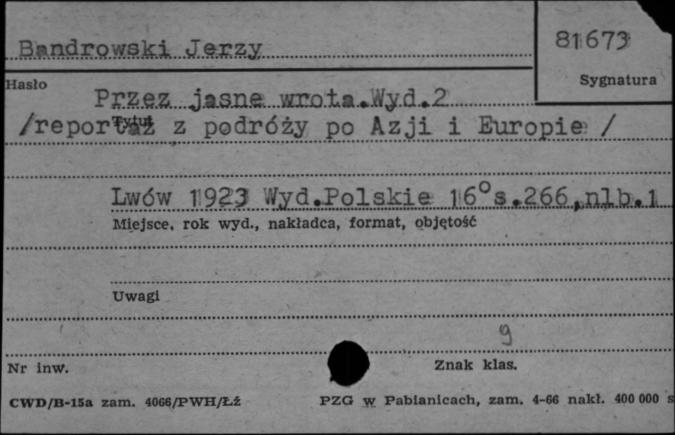 Bandrowski Jerzy
81673
Hasło
Sygnatura
Przez jasne wrota.Wyd.2
Tytuł
/reportaż z podróży po Azji i Europie /
Lwów 1923 Wyd.Polskie 16°s.266,nlb.1
Miejsce, rok wyd., nakładca, format, objętość
Uwagi
9
Nr inw.
Znak klas.
CWD/B-15a zam. 4066/PWH/Łź
PZG w Pabianicach, zam. 4-66 nakł. 400 000 s